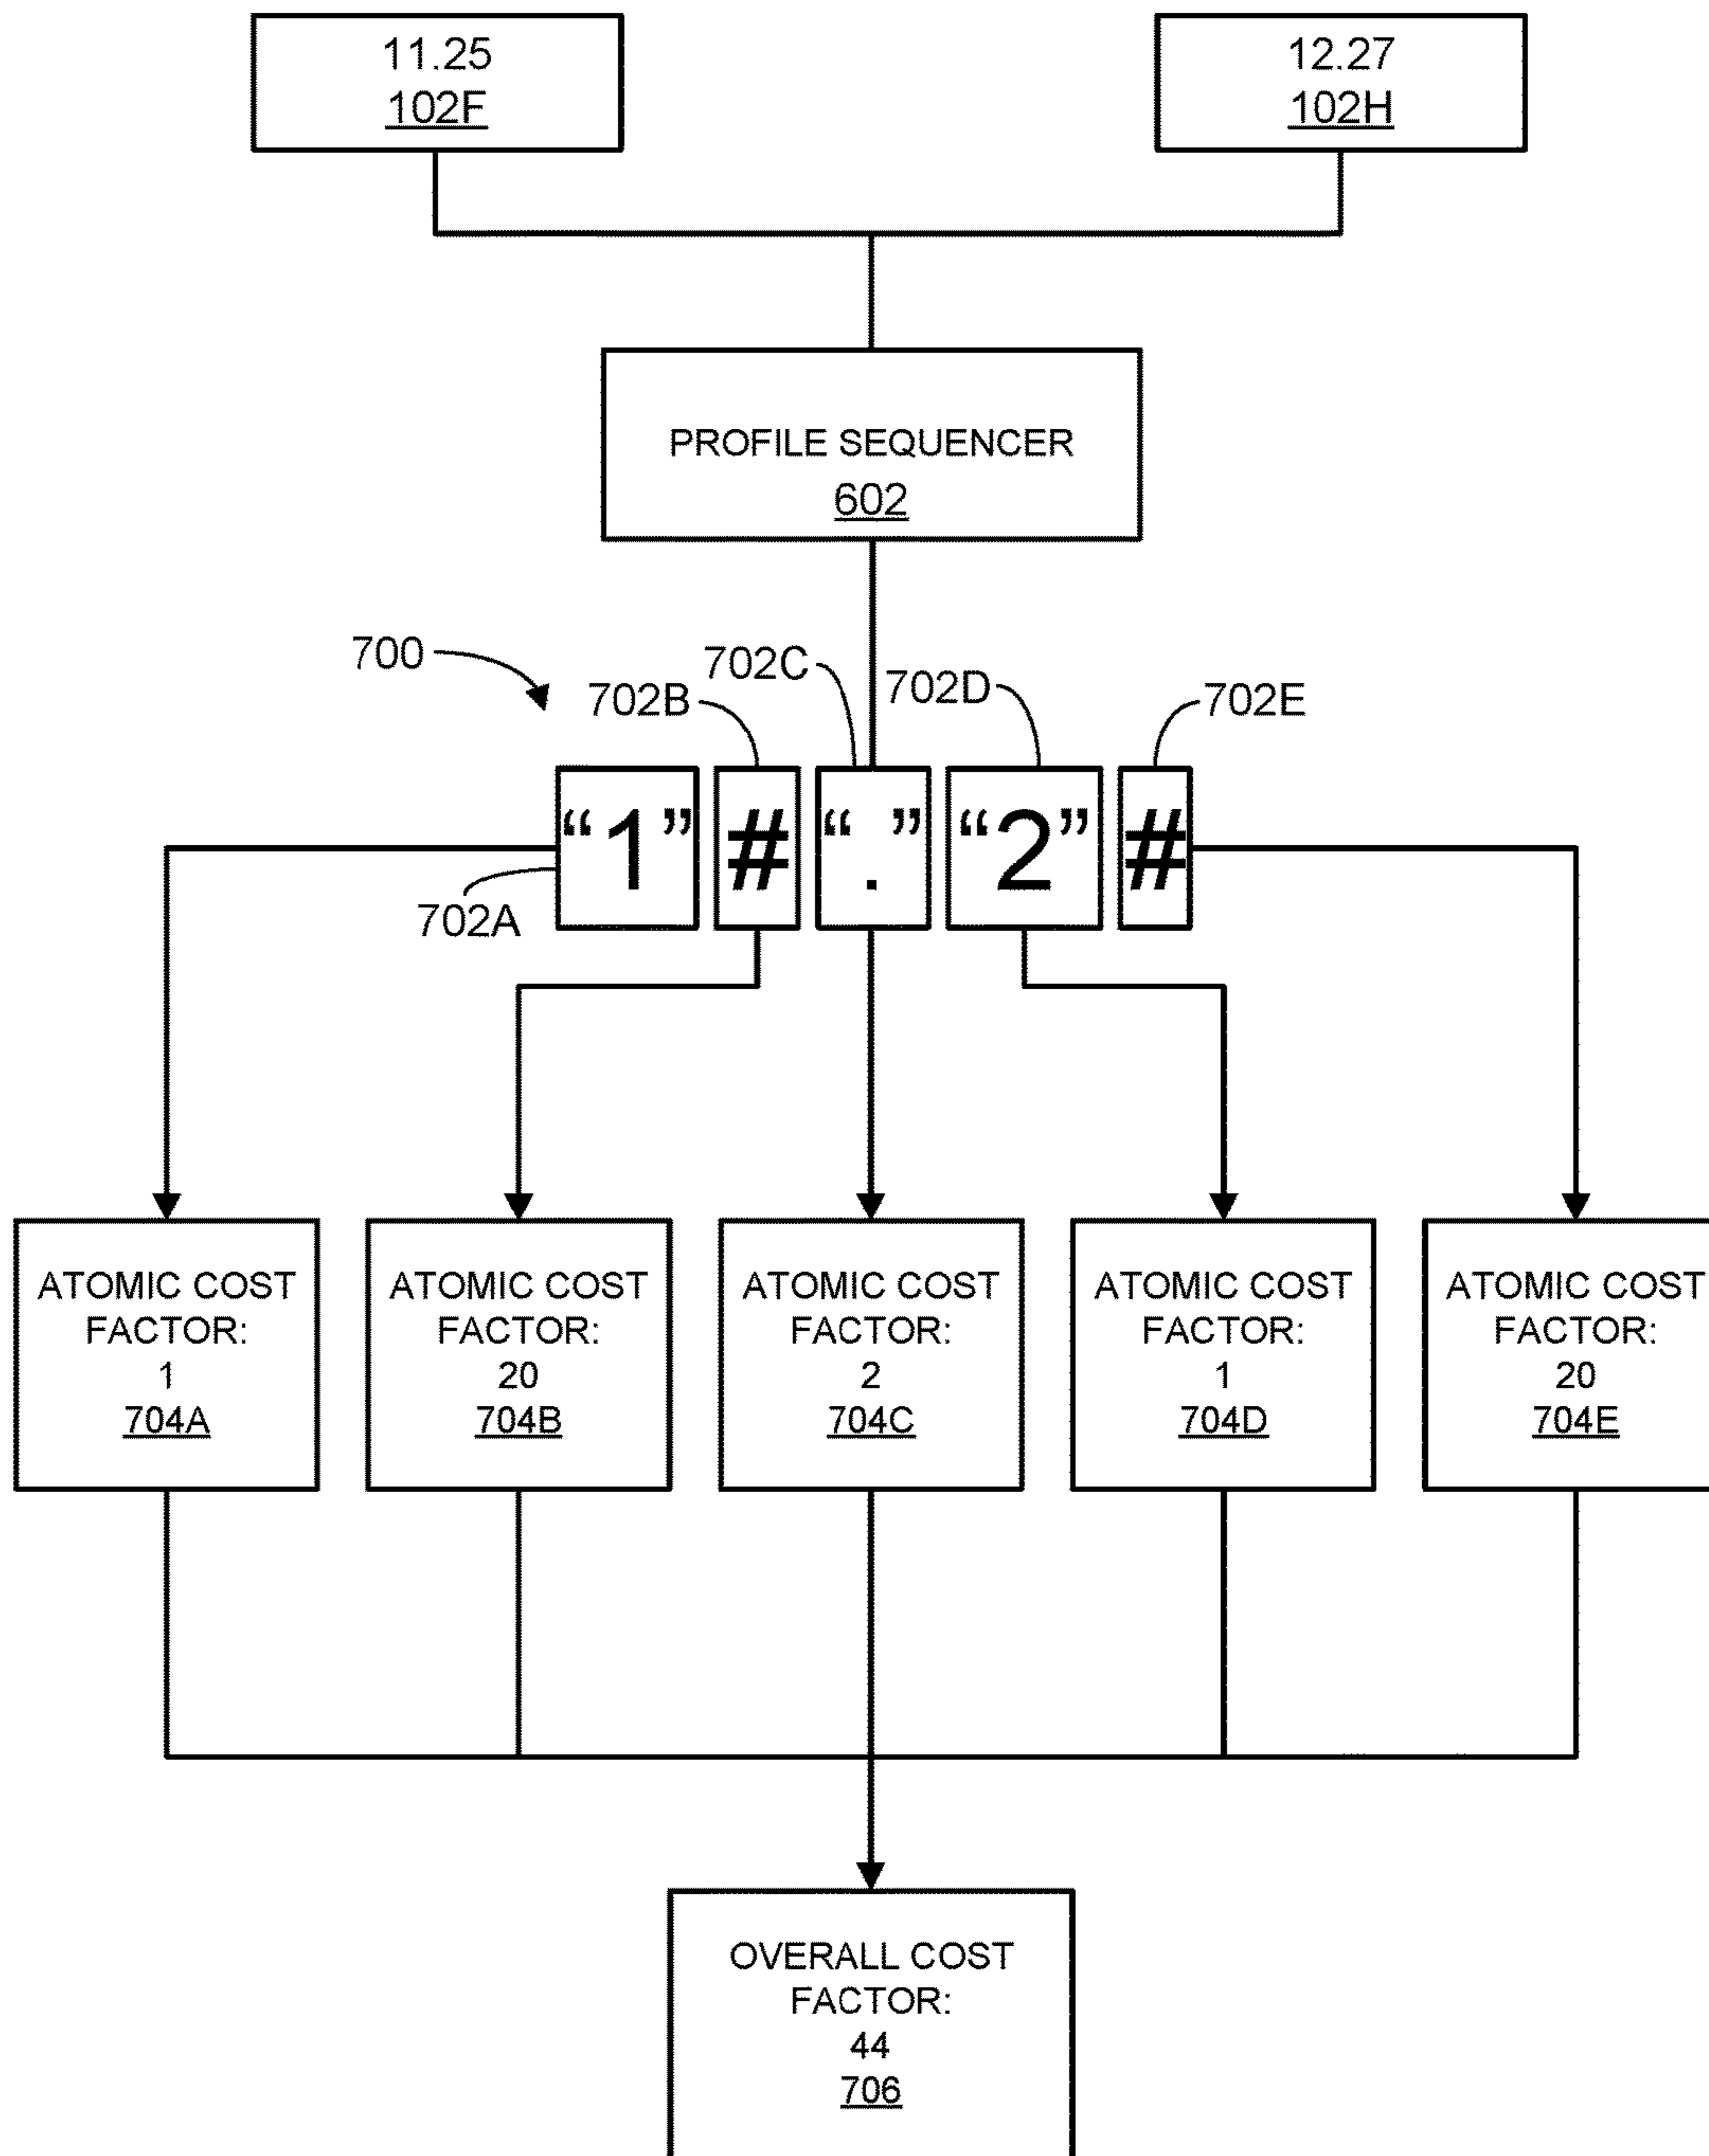 11.25
102F
12.27
102H
PROFILE SEQUENCER
602
700
702B
702C
702D
702E
“1”
#
“.”
“2”
#
702A
ATOMIC COST
FACTOR:
1
704A
ATOMIC COST
FACTOR:
20
704B
ATOMIC COST
FACTOR:
2
704C
ATOMIC COST
FACTOR:
1
704D
ATOMIC COST
FACTOR:
20
704E
OVERALL COST
FACTOR:
44
706